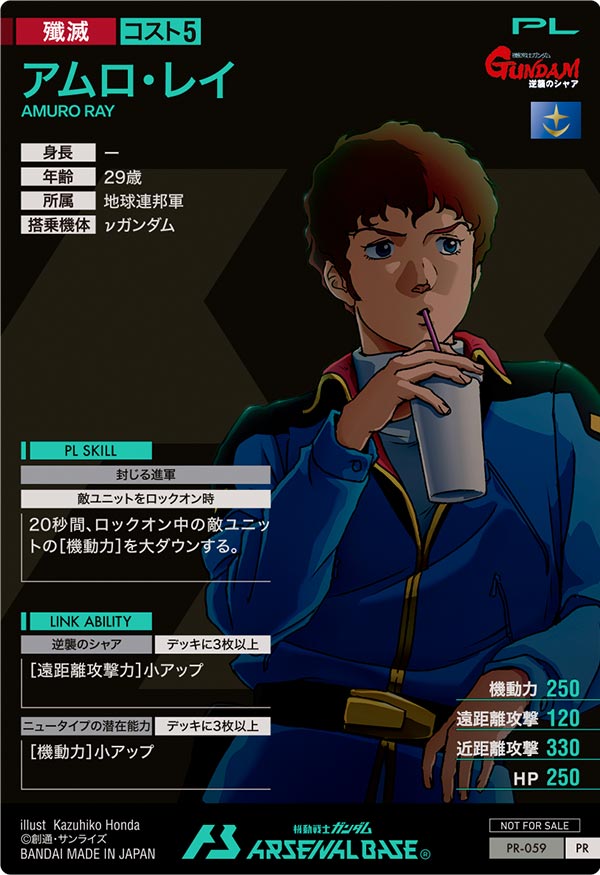 殲滅 コスト5
PL
アムロ・レイ
AMURO RAY
機動戦士ガンダム
GUNDAM
逆襲のシャア
身長 ー
年齢 29歳
所属 地球連邦軍
搭乗機体 νガンダム
PL SKILL
封じる進軍
敵ユニットをロックオン時
20秒間、ロックオン中の敵ユニッ
トの[機動力]を大ダウンする。
LINK ABILITY
逆襲のシャア デッキに3枚以上
[遠距離攻撃力]小アップ
ニュータイプの潜在能力 デッキに3枚以上
[機動力]小アップ
機動力 250
遠距離攻撃 120
近距離攻撃 330
HP 250
illust Kazuhiko Honda
©創通・サンライズ
BANDAI MADE IN JAPAN
機動戦士ガンダム
ARSENAL BASE®
NOT FOR SALE
PR-059 PR